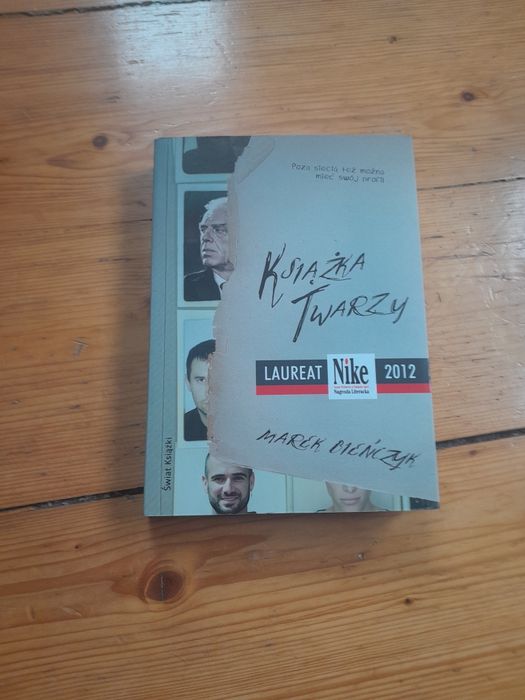 Poza siecią też można
mieć swój profil
KSIĄŻKA
TWARZY
LAUREAT Nike 2012
Nagroda Literacka
MAREK BIEŃCZYK
Świat Książki